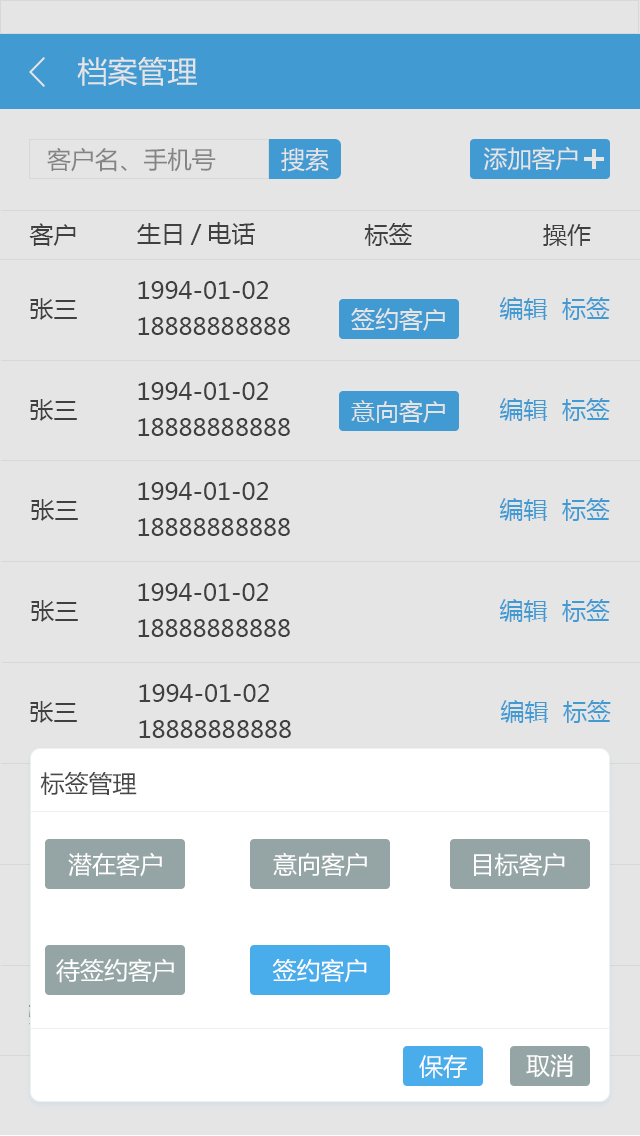 档案管理
客户名、手机号 搜索 添加客户
客户 生日 / 电话 标签 操作
张三 1994-01-02 18888888888 签约客户 编辑 标签
张三 1994-01-02 18888888888 意向客户 编辑 标签
张三 1994-01-02 18888888888 编辑 标签
张三 1994-01-02 18888888888 编辑 标签
张三 1994-01-02 18888888888 编辑 标签
标签管理
潜在客户 意向客户 目标客户
待签约客户 签约客户
保存 取消